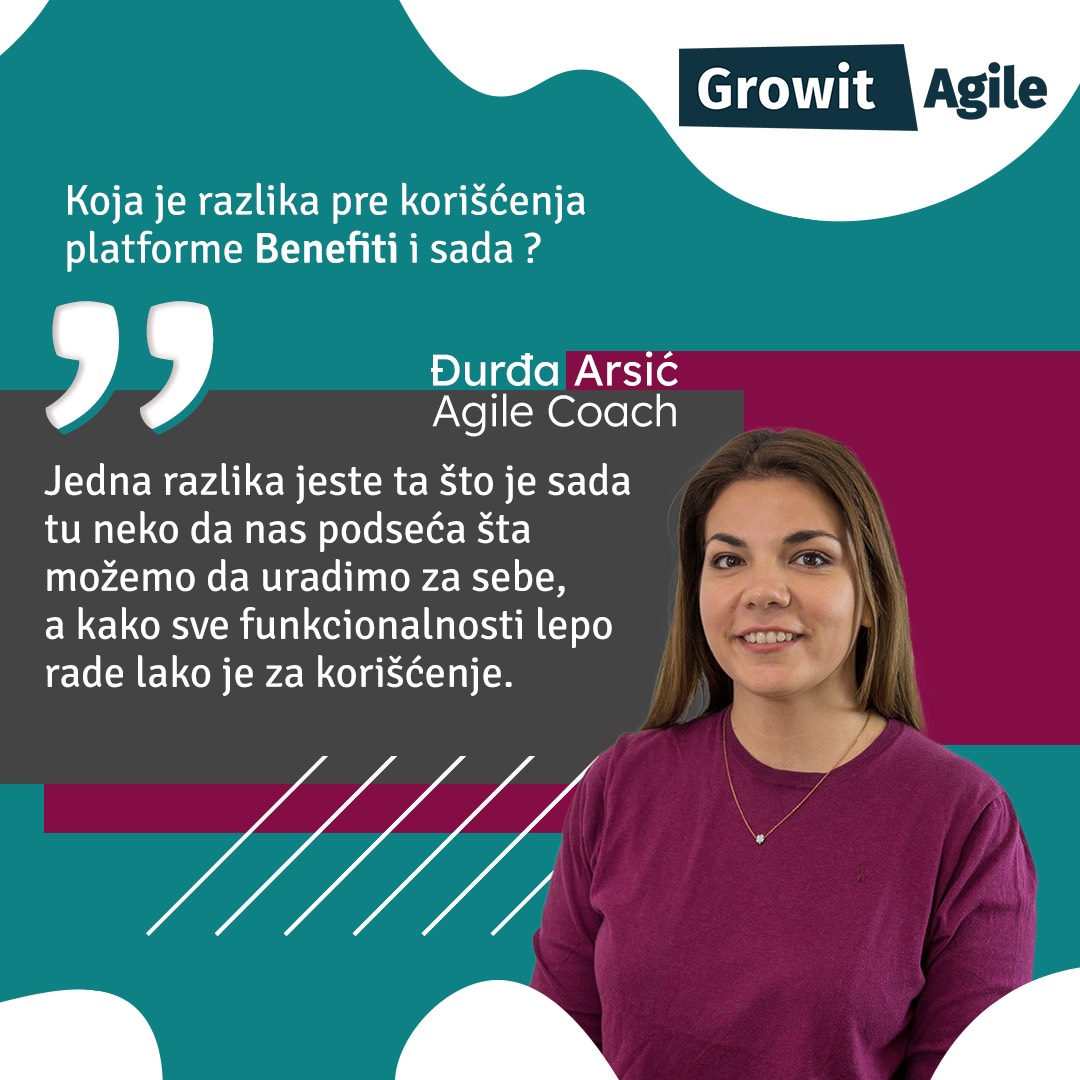 Growit Agile
Koja je razlika pre korišćenja
platforme Benefiti i sada ?
Đurđa Arsić
Agile Coach
Jedna razlika jeste ta što je sada
tu neko da nas podseća šta
možemo da uradimo za sebe,
a kako sve funkcionalnosti lepo
rade lako je za korišćenje.